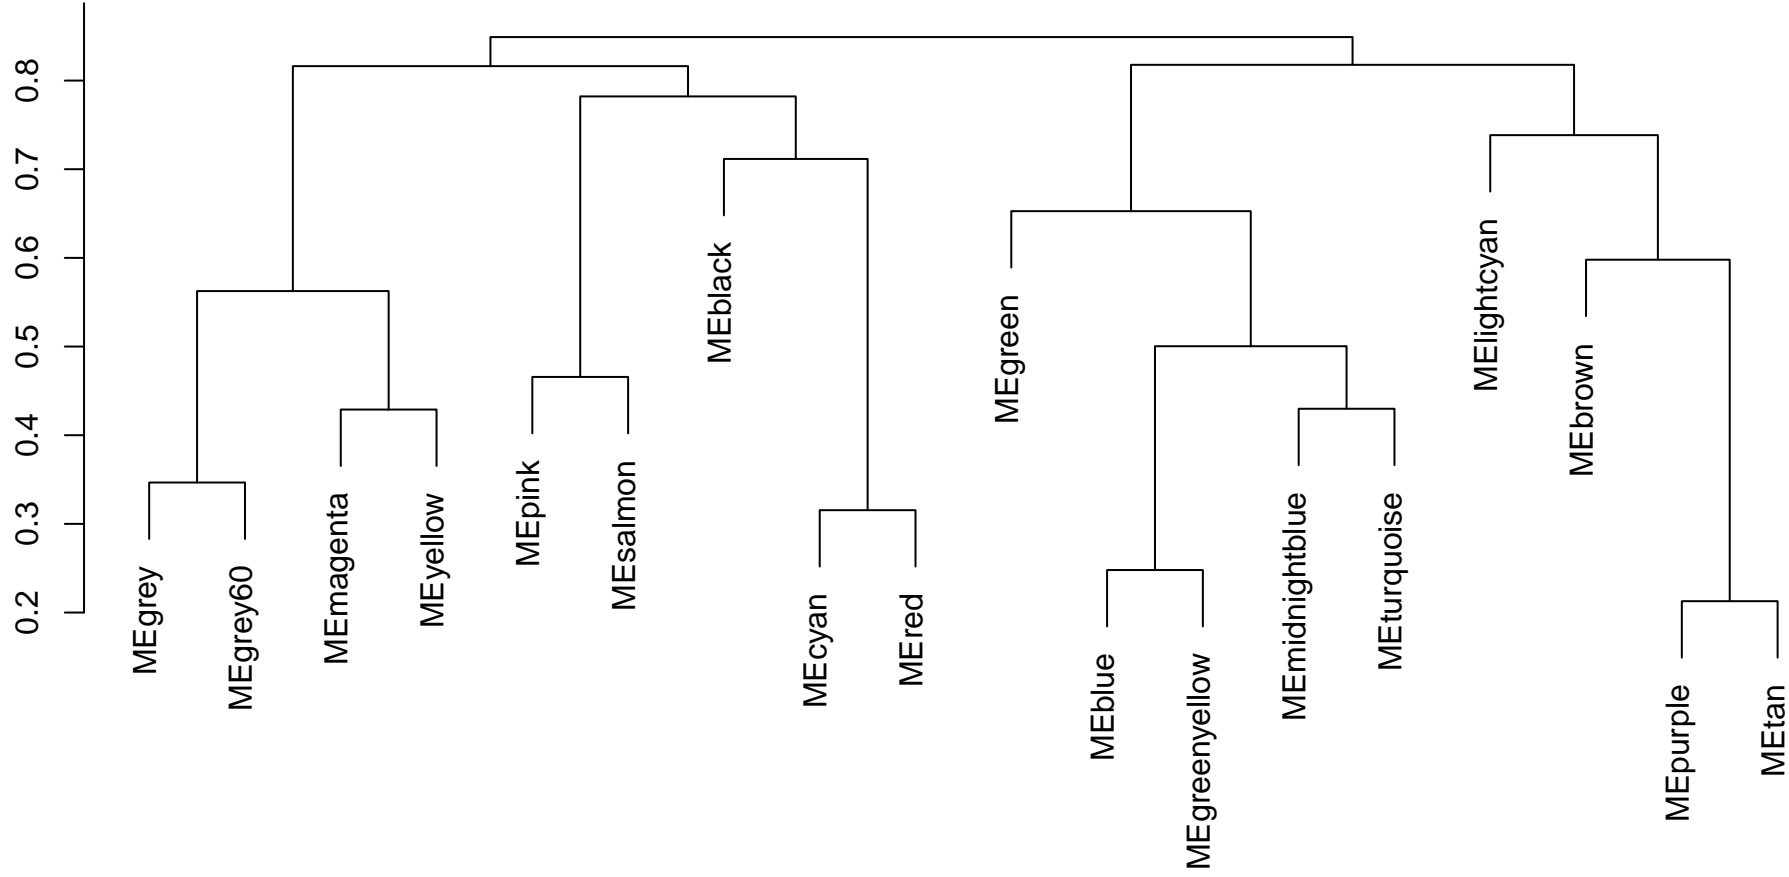 0.8
0.7
0.6
0.5
0.4
0.3
0.2
MEgrey
MEgrey60
MEmagenta
MEyellow
MEpink
MEsalmon
MEblack
MEcyan
MEred
MEgreen
MEblue
MEgreenyellow
MEmidnightblue
MEturquoise
MElightcyan
MEbrown
MEpurple
MEtan